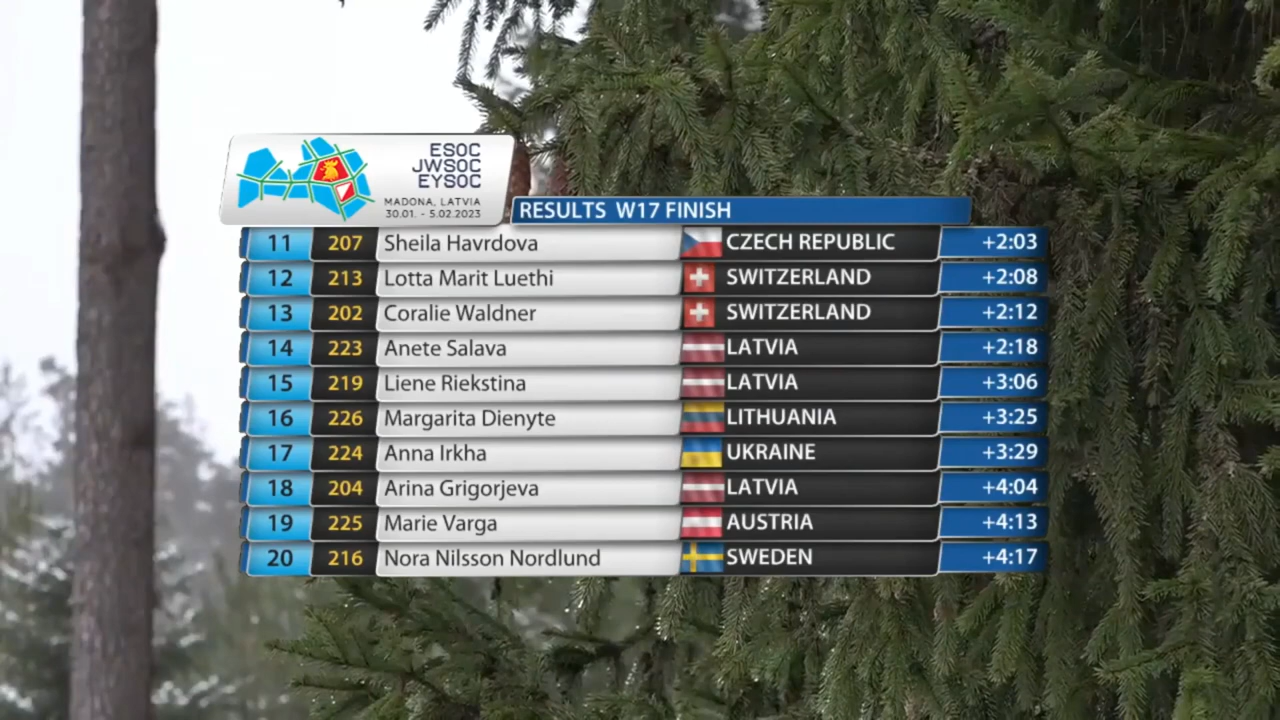 ESOC
JWSOC
EYSOC
MADONA, LATVIA
30.01. - 5.02.2023
RESULTS W17 FINISH
11 207 Sheila Havrdova CZECH REPUBLIC +2:03
12 213 Lotta Marit Luethi SWITZERLAND +2:08
13 202 Coralie Waldner SWITZERLAND +2:12
14 223 Anete Salava LATVIA +2:18
15 219 Liene Riekstina LATVIA +3:06
16 226 Margarita Dienyte LITHUANIA +3:25
17 224 Anna Irkha UKRAINE +3:29
18 204 Arina Grigorjeva LATVIA +4:04
19 225 Marie Varga AUSTRIA +4:13
20 216 Nora Nilsson Nordlund SWEDEN +4:17